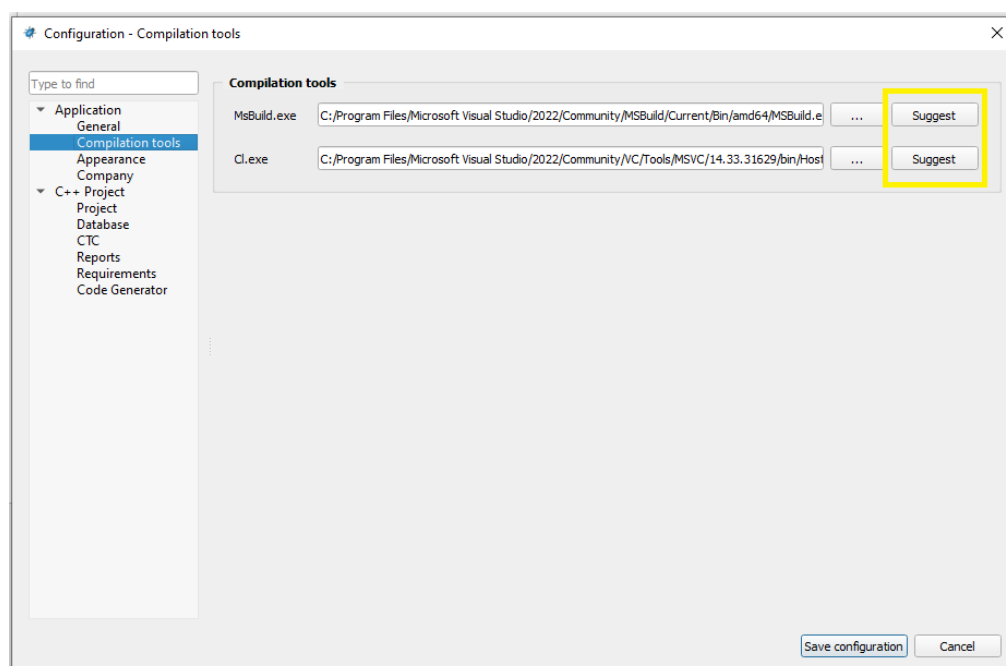 Configuration - Compilation tools
Type to find
Application
General
Compilation tools
Appearance
Company
C++ Project
Project
Database
CTC
Reports
Requirements
Code Generator
Compilation tools
MsBuild.exe C:/Program Files/Microsoft Visual Studio/2022/Community/MSBuild/Current/Bin/amd64/MSBuild.e ... Suggest
Cl.exe C:/Program Files/Microsoft Visual Studio/2022/Community/VC/Tools/MSVC/14.33.31629/bin/Host ... Suggest
Save configuration Cancel